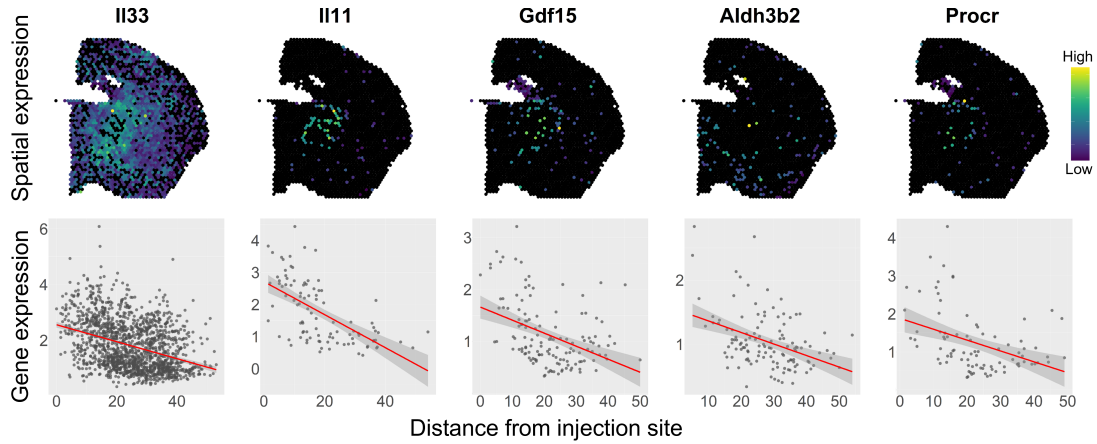 Il33 Il11 Gdf15 Aldh3b2 Procr
Spatial expression
High
Low
Gene expression
6 4 2
4 3 2 1 0
3 2 1
2 1
4 3 2 1
0 20 40
0 20 40
0 10 20 30 40 50
10 20 30 40 50
0 10 20 30 40 50
Distance from injection site